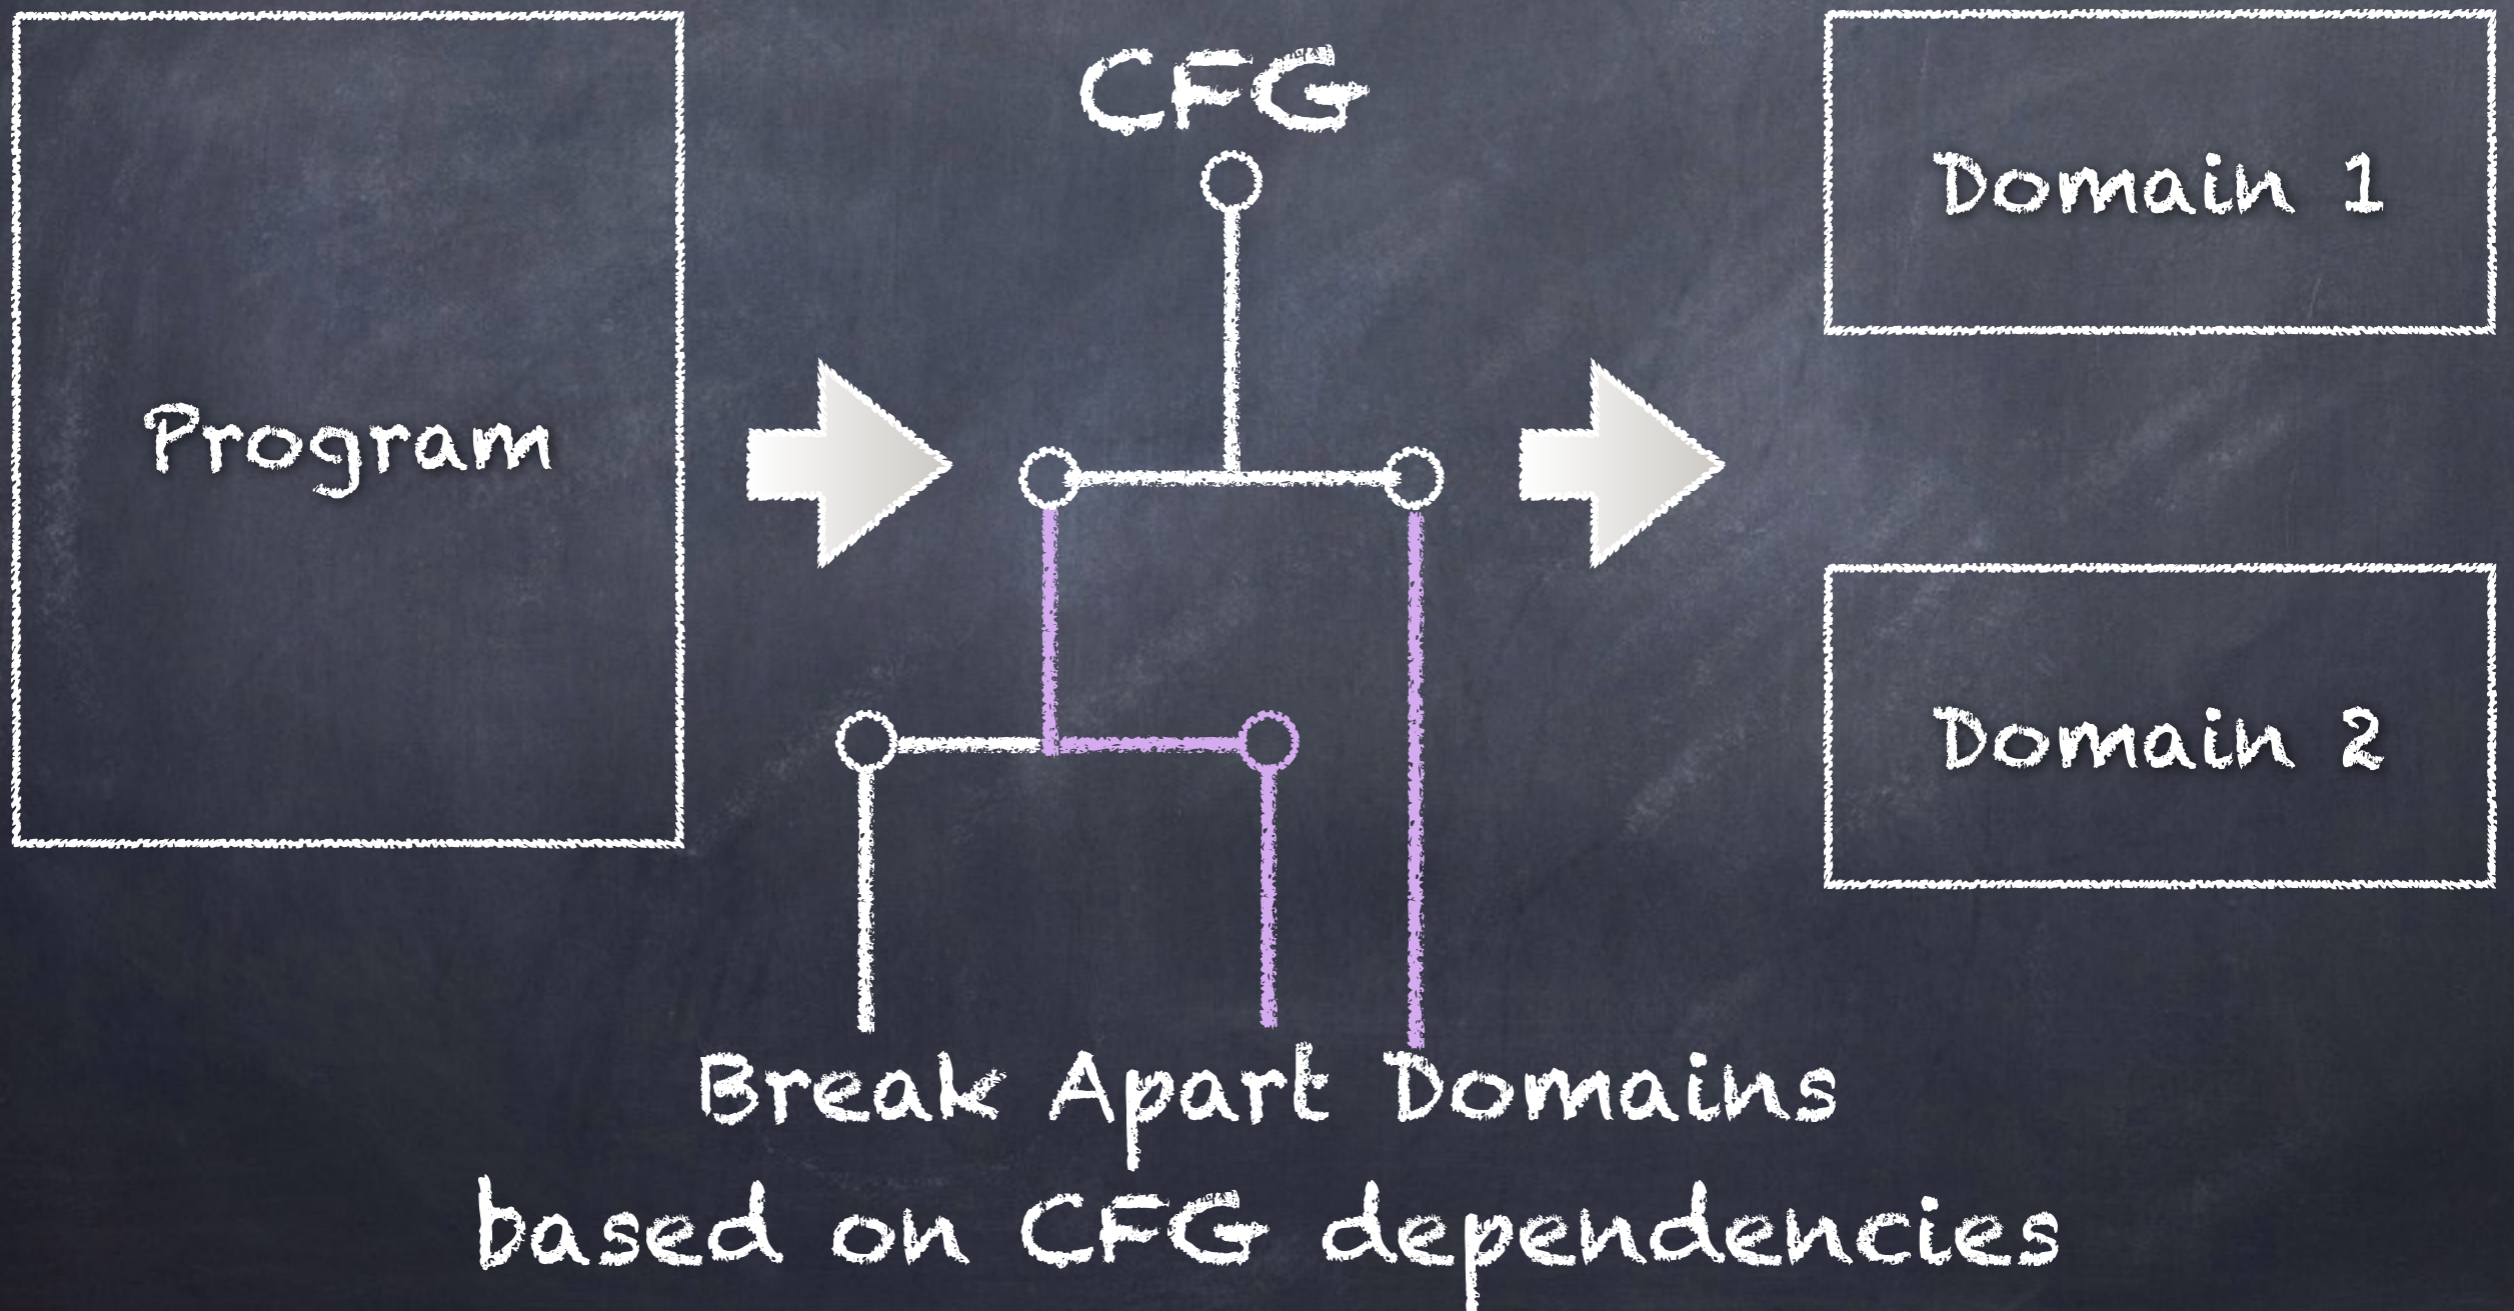 Program
CFG
Domain 1
Domain 2
Break Apart Domains
based on CFG dependencies